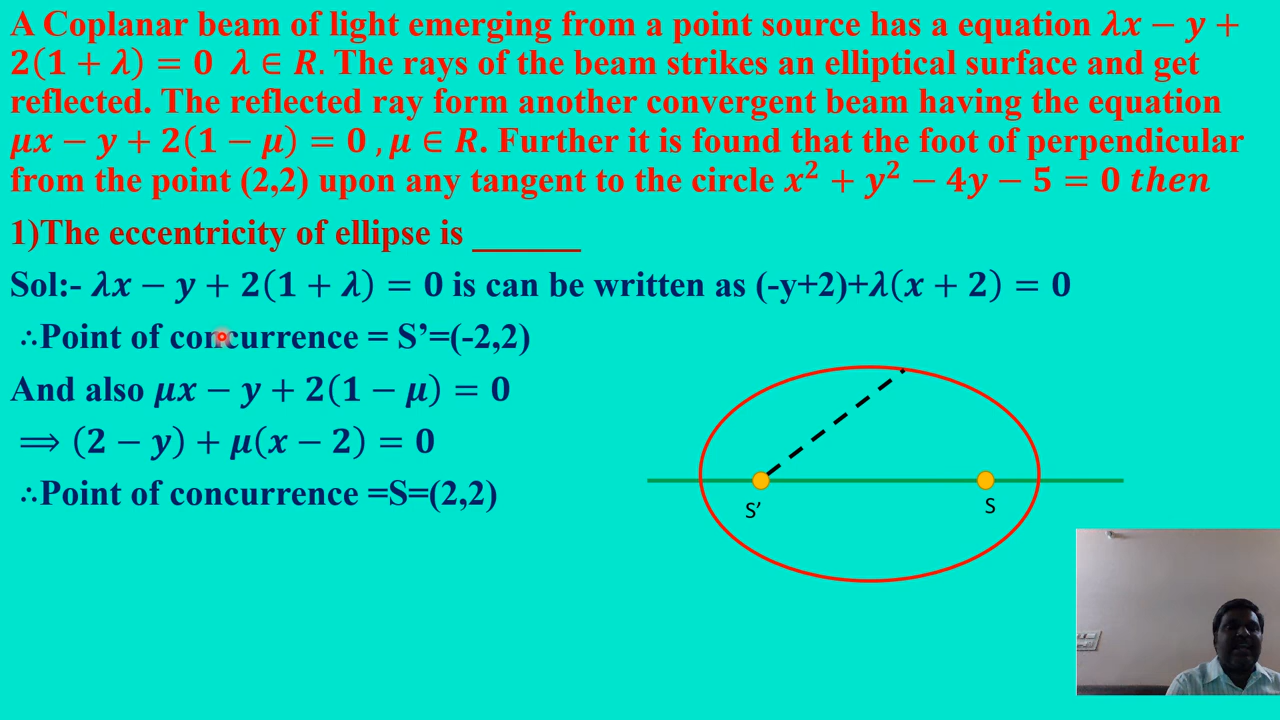 A Coplanar beam of light emerging from a point source has a equation 𝝀𝒙 − 𝒚 +
𝟐(𝟏 + 𝝀) = 𝟎 𝝀 ∈ 𝑹. The rays of the beam strikes an elliptical surface and get
reflected. The reflected ray form another convergent beam having the equation
𝝁𝒙 − 𝒚 + 𝟐(𝟏 − 𝝁) = 𝟎 , 𝝁 ∈ 𝑹. Further it is found that the foot of perpendicular
from the point (2,2) upon any tangent to the circle 𝒙² + 𝒚² − 𝟒𝒚 − 𝟓 = 𝟎 𝒕𝒉𝒆𝒏
1)The eccentricity of ellipse is ______
Sol:- 𝝀𝒙 − 𝒚 + 𝟐(𝟏 + 𝝀) = 𝟎 is can be written as (-y+2)+𝝀(𝒙 + 𝟐) = 𝟎
∴Point of concurrence = S’=(-2,2)
And also 𝝁𝒙 − 𝒚 + 𝟐(𝟏 − 𝝁) = 𝟎
⟹ (𝟐 − 𝒚) + 𝝁(𝒙 − 𝟐) = 𝟎
∴Point of concurrence =S=(2,2)
S’ S